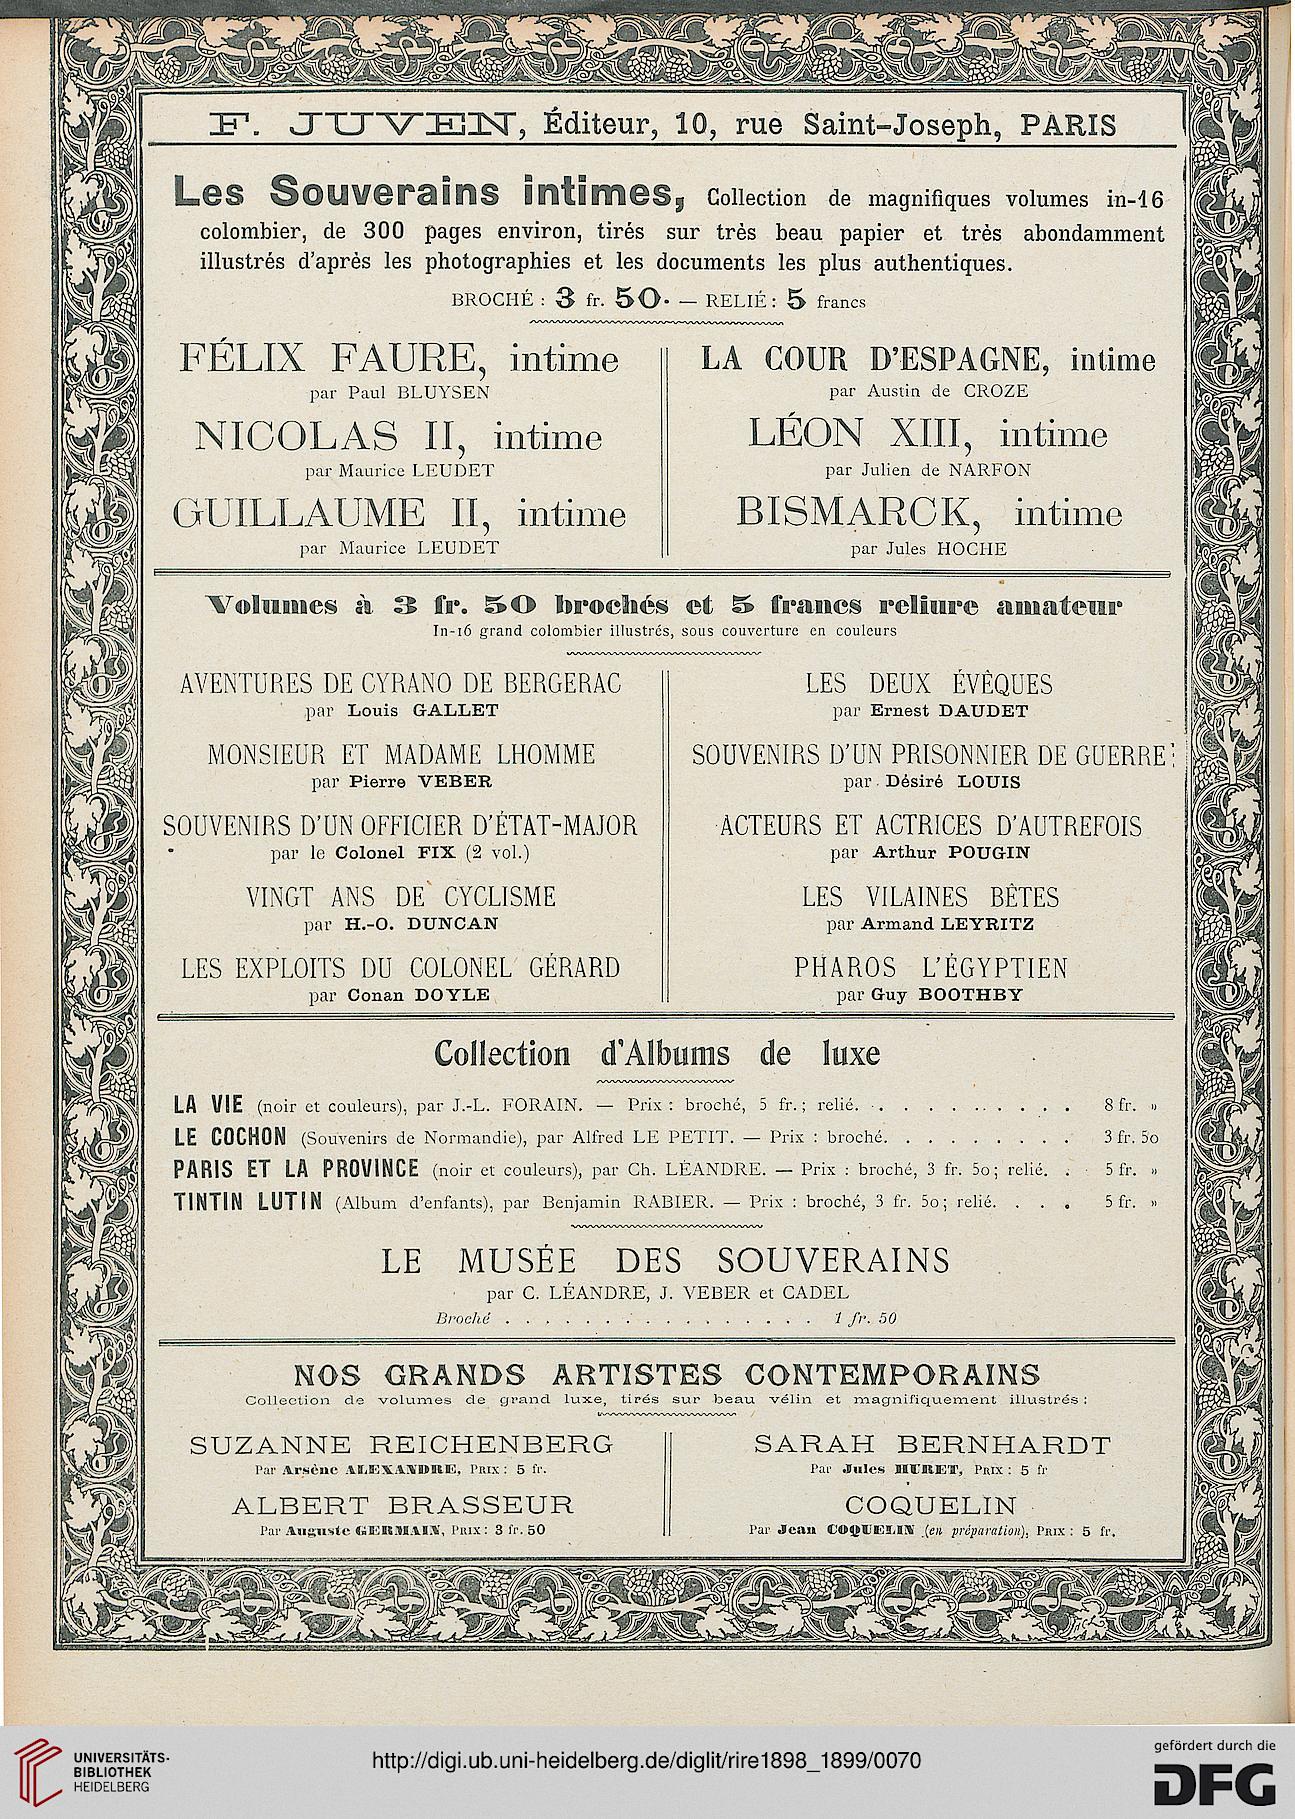 F. JUVEN, Éditeur, 10, rue Saint-Joseph, PARIS
Les Souverains intimes, Collection de magnifiques volumes in-16
colombier, de 300 pages environ, tirés sur très beau papier et très abondamment
illustrés d'après les photographies et les documents les plus authentiques.
BROCHÉ : 3 fr. 50. — RELIÉ : 5 francs
FÉLIX FAURE, intime
par Paul BLUYSEN
NICOLAS II, intime
par Maurice LEUDET
GUILLAUME II, intime
par Maurice LEUDET
LA COUR D'ESPAGNE, intime
par Austin de CROZE
LÉON XIII, intime
par Julien de NARFON
BISMARCK, intime
par Jules HOCHE
Volumes à 3 fr. 50 brochés et 5 francs reliure amateur
In-16 grand colombier illustrés, sous couverture en couleurs
AVENTURES DE CYRANO DE BERGERAC
par Louis GALLET
MONSIEUR ET MADAME LHOMME
par Pierre VEBER
SOUVENIRS D'UN OFFICIER D'ÉTAT-MAJOR
par le Colonel FIX (2 vol.)
VINGT ANS DE CYCLISME
par H.-O. DUNCAN
LES EXPLOITS DU COLONEL GÉRARD
par Conan DOYLE
LES DEUX ÉVÊQUES
par Ernest DAUDET
SOUVENIRS D'UN PRISONNIER DE GUERRE
par Désiré LOUIS
ACTEURS ET ACTRICES D'AUTREFOIS
par Arthur POUGIN
LES VILAINES BÊTES
par Armand LEYRITZ
PHAROS L'ÉGYPTIEN
par Guy BOOTHBY
Collection d'Albums de luxe
LA VIE (noir et couleurs), par J.-L. FORAIN. — Prix : broché, 5 fr.; relié. . . . . . . . . . . 8 fr. »
LE COCHON (Souvenirs de Normandie), par Alfred LE PETIT. — Prix : broché. . . . . . . . . . 3 fr. 50
PARIS ET LA PROVINCE (noir et couleurs), par Ch. LÉANDRE. — Prix : broché, 3 fr. 50; relié. . . 5 fr. »
TINTIN LUTIN (Album d'enfants), par Benjamin RABIER. — Prix : broché, 3 fr. 50; relié. . . . . 5 fr. »
LE MUSÉE DES SOUVERAINS
par C. LÉANDRE, J. VEBER et CADEL
Broché . . . . . . . . . . . . . . . . 1 fr. 50
NOS GRANDS ARTISTES CONTEMPORAINS
Collection de volumes de grand luxe, tirés sur beau vélin et magnifiquement illustrés :
SUZANNE REICHENBERG
Par Arsène ALEXANDRE, PRIX : 5 fr.
ALBERT BRASSEUR
Par Auguste GERMAIN, PRIX : 3 fr. 50
SARAH BERNHARDT
Par Jules HURET, PRIX : 5 fr
COQUELIN
Par Jean COQUELIN (en préparation), PRIX : 5 fr.
UNIVERSITÄTS-
BIBLIOTHEK
HEIDELBERG
http://digi.ub.uni-heidelberg.de/diglit/rire1898_1899/0070
gefördert durch die
DFG